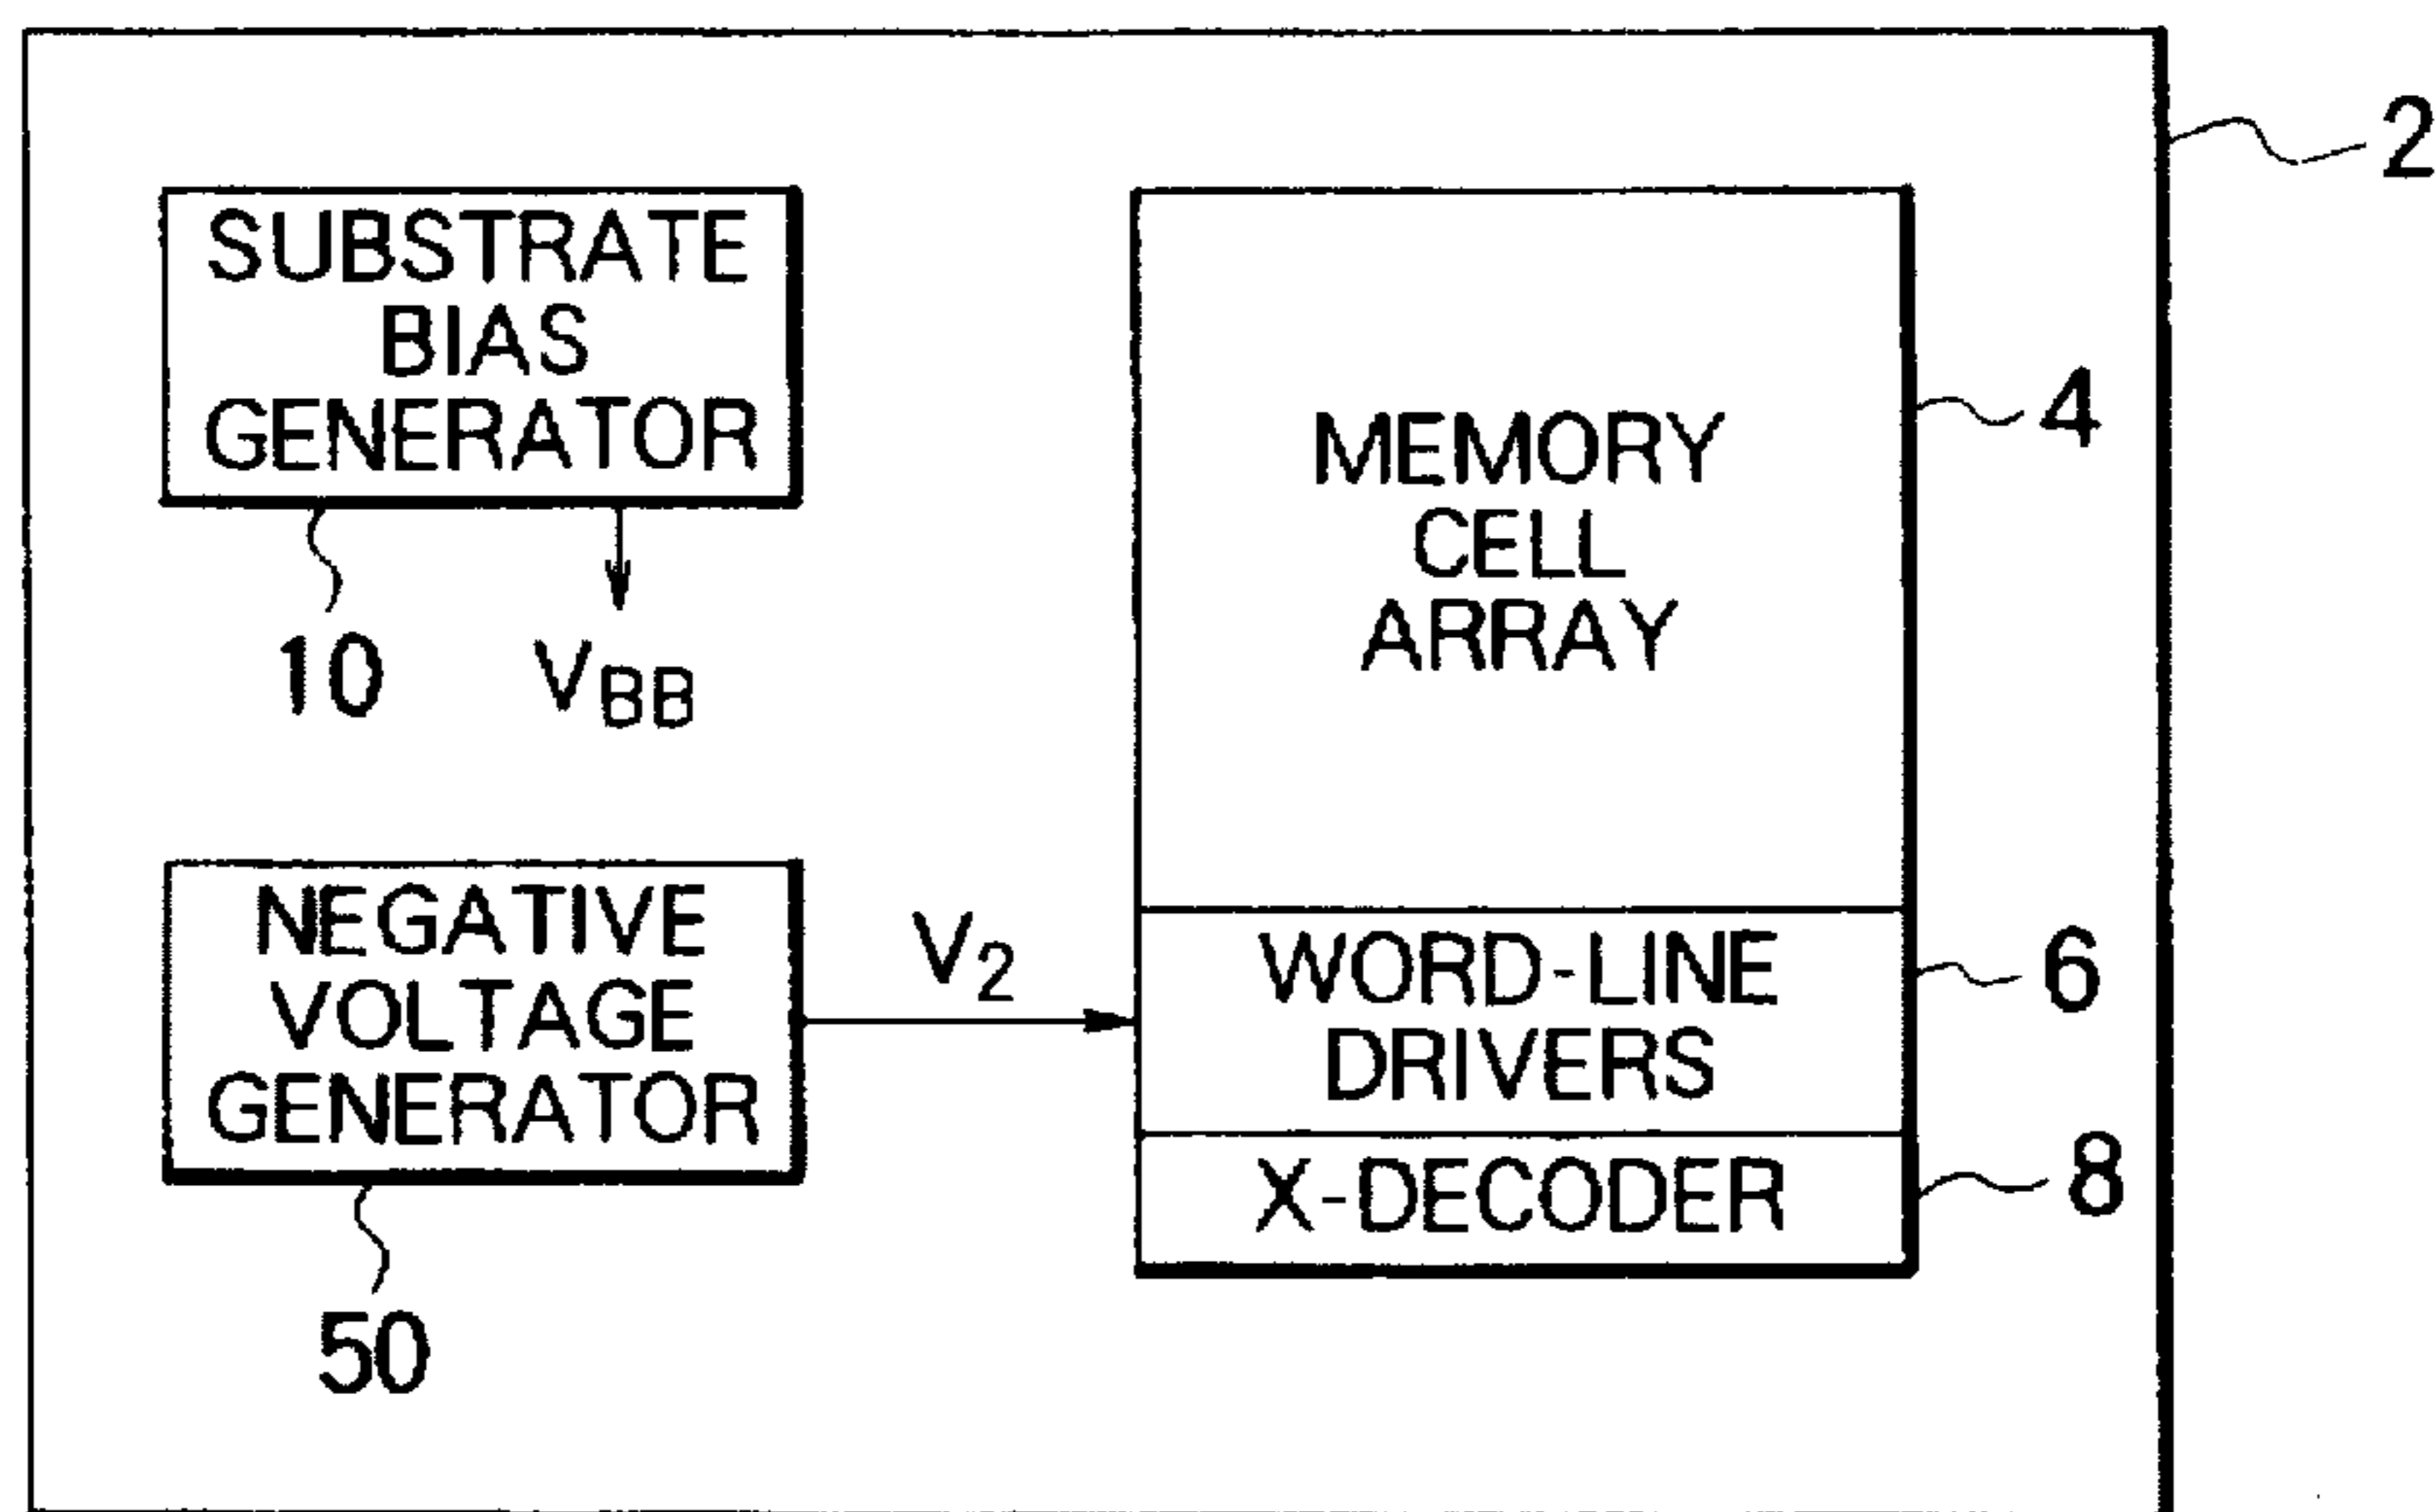 2
SUBSTRATE
BIAS
GENERATOR
10
VBB
MEMORY
CELL
ARRAY
4
NEGATIVE
VOLTAGE
GENERATOR
50
V2
WORD-LINE
DRIVERS
6
X-DECODER
8